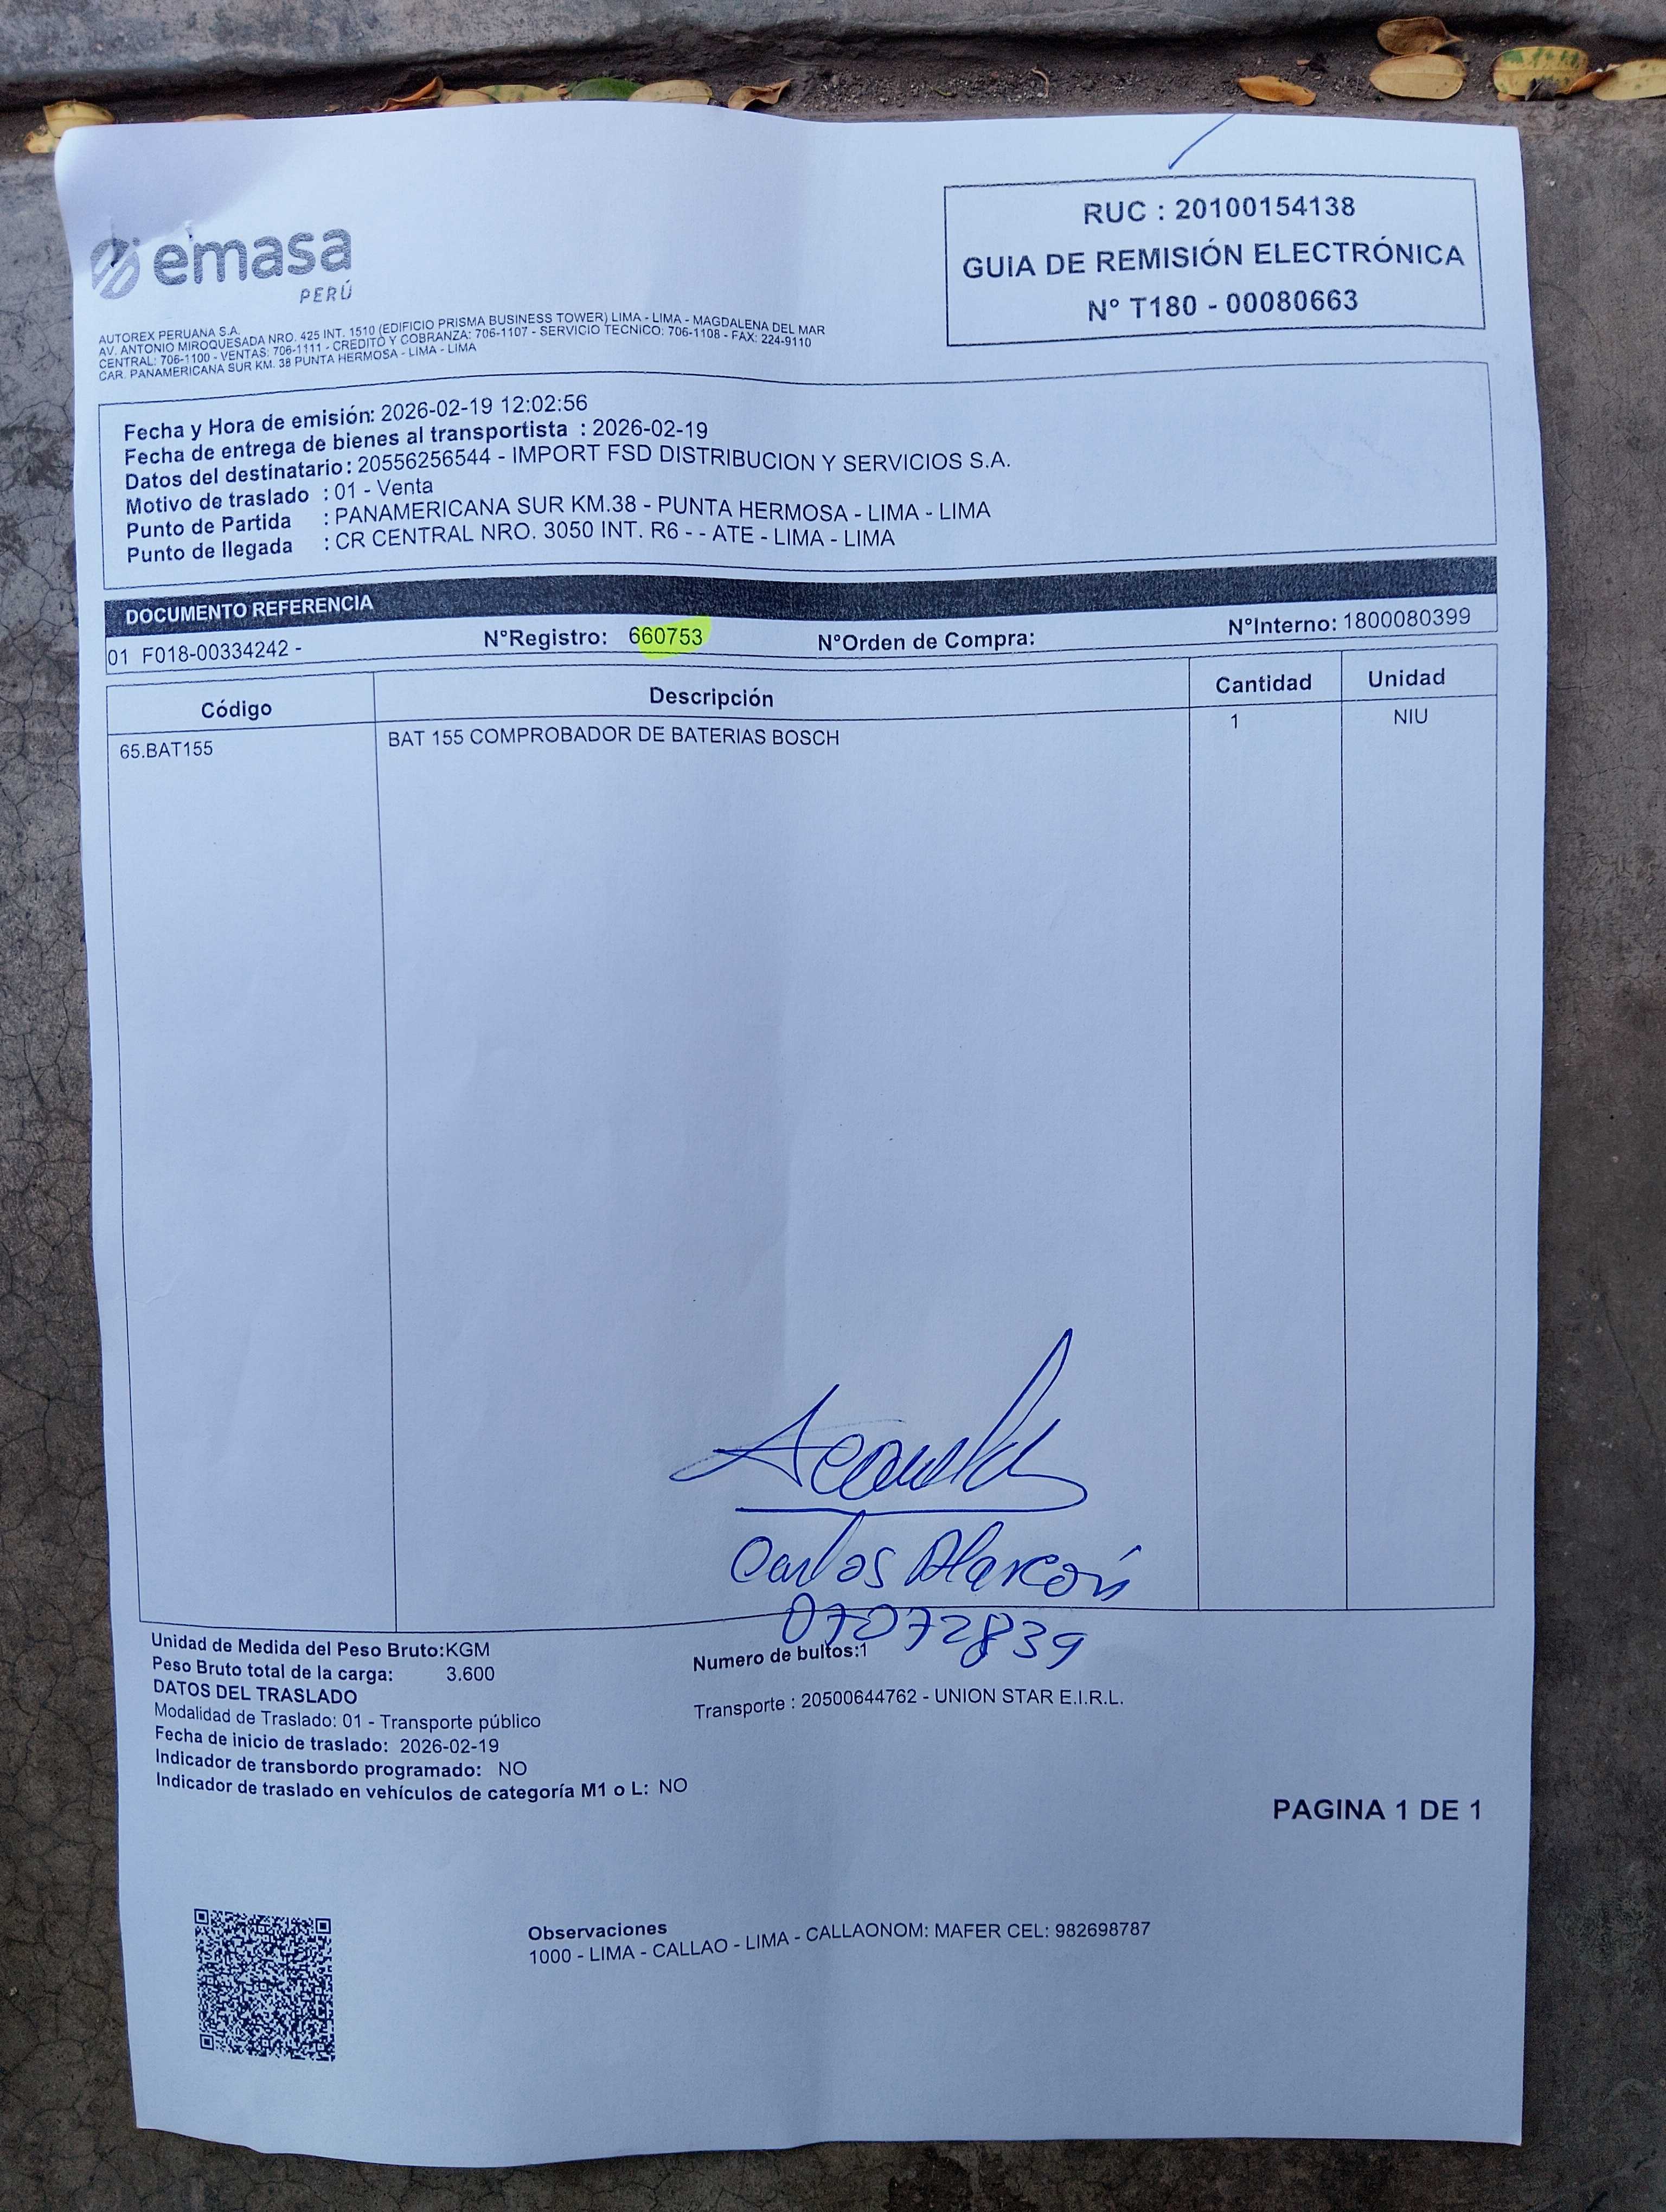 emasa
PERÚ
RUC : 20100154138
GUIA DE REMISIÓN ELECTRÓNICA
N° T180 - 00080663
AUTOREX PERUANA S.A.
AV. ANTONIO MIROQUESADA NRO. 425 INT. 1510 (EDIFICIO PRISMA BUSINESS TOWER) LIMA - LIMA - MAGDALENA DEL MAR
CENTRAL: 706-1100 - VENTAS: 706-1111 - CREDITO Y COBRANZA: 706-1107 - SERVICIO TECNICO: 706-1108 - FAX: 224-9110
CAR. PANAMERICANA SUR KM. 38 PUNTA HERMOSA - LIMA - LIMA
Fecha y Hora de emisión: 2026-02-19 12:02:56
Fecha de entrega de bienes al transportista : 2026-02-19
Datos del destinatario : 20556256544 - IMPORT FSD DISTRIBUCION Y SERVICIOS S.A.
Motivo de traslado : 01 - Venta
Punto de Partida : PANAMERICANA SUR KM.38 - PUNTA HERMOSA - LIMA - LIMA
Punto de llegada : CR CENTRAL NRO. 3050 INT. R6 - - ATE - LIMA - LIMA
DOCUMENTO REFERENCIA
01 F018-00334242 - N°Registro: 660753 N°Orden de Compra: N°Interno: 1800080399
Código Descripción Cantidad Unidad
65.BAT155 BAT 155 COMPROBADOR DE BATERIAS BOSCH 1 NIU
Carlos Alarcón
07072839
Unidad de Medida del Peso Bruto:KGM
Peso Bruto total de la carga: 3.600 Numero de bultos:1
DATOS DEL TRASLADO
Modalidad de Traslado: 01 - Transporte público Transporte : 20500644762 - UNION STAR E.I.R.L.
Fecha de inicio de traslado: 2026-02-19
Indicador de transbordo programado: NO
Indicador de traslado en vehículos de categoría M1 o L: NO
PAGINA 1 DE 1
Observaciones
1000 - LIMA - CALLAO - LIMA - CALLAONOM: MAFER CEL: 982698787